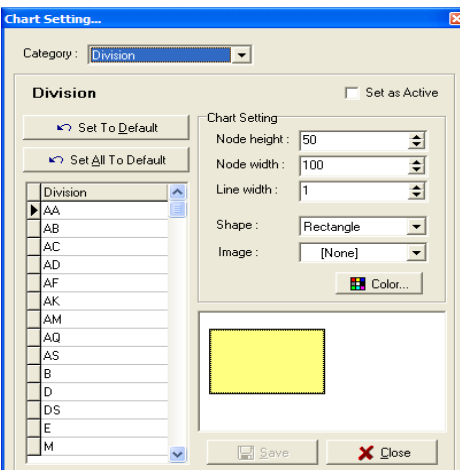 Chart Setting...
Category : Division
Division
Set as Active
Set To Default
Set All To Default
Chart Setting
Node height : 50
Node width : 100
Line width : 1
Shape : Rectangle
Image : [None]
Color...
Division
AA
AB
AC
AD
AF
AK
AM
AQ
AS
B
D
DS
E
M
Save
Close